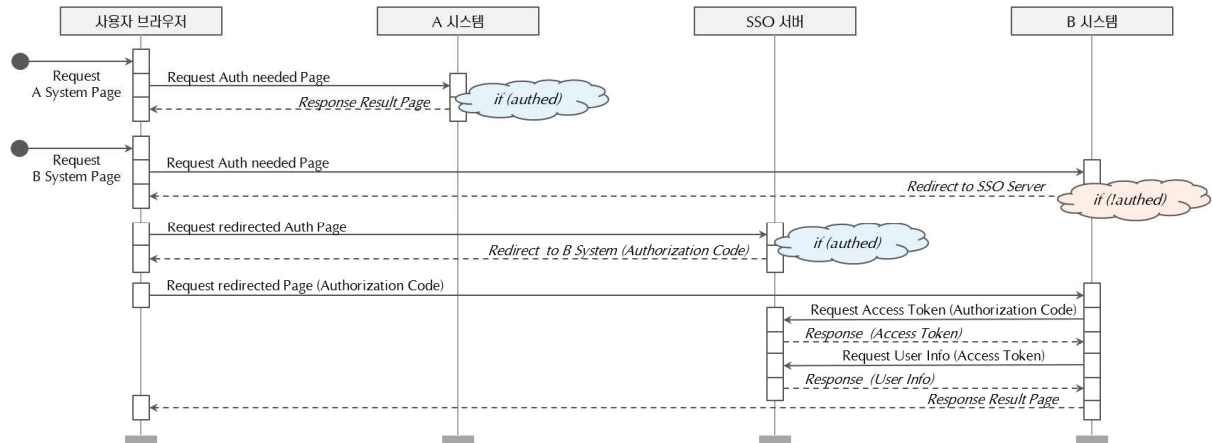 사용자 브라우저
A 시스템
SSO 서버
B 시스템
Request
A System Page
Request Auth needed Page
Response Result Page
if (authed)
Request
B System Page
Request Auth needed Page
Redirect to SSO Server
if (!authed)
Request redirected Auth Page
Redirect to B System (Authorization Code)
if (authed)
Request redirected Page (Authorization Code)
Request Access Token (Authorization Code)
Response (Access Token)
Request User Info (Access Token)
Response (User Info)
Response Result Page